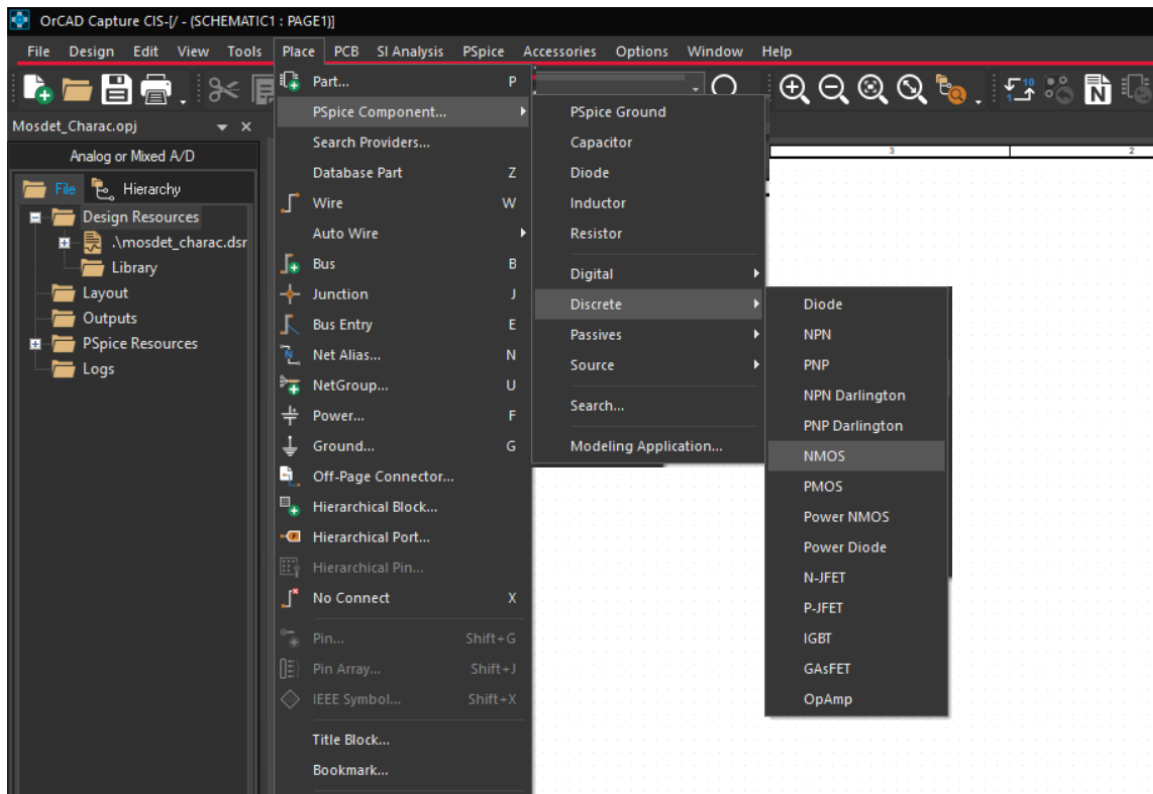 OrCAD Capture CIS-[/ - (SCHEMATIC1 : PAGE1)]
File Design Edit View Tools Place PCB SI Analysis PSpice Accessories Options Window Help
Mosdet_Charac.opj
Analog or Mixed A/D
File Hierarchy
Design Resources
.\mosdet_charac.dsr
Library
Layout
Outputs
PSpice Resources
Logs
Part... P
PSpice Component...
Search Providers...
Database Part Z
Wire W
Auto Wire
Bus B
Junction J
Bus Entry E
Net Alias... N
NetGroup... U
Power... F
Ground... G
Off-Page Connector...
Hierarchical Block...
Hierarchical Port...
Hierarchical Pin...
No Connect X
Pin... Shift+G
Pin Array... Shift+J
IEEE Symbol... Shift+X
Title Block...
Bookmark...
PSpice Ground
Capacitor
Diode
Inductor
Resistor
Digital
Discrete
Passives
Source
Search...
Modeling Application...
Diode
NPN
PNP
NPN Darlington
PNP Darlington
NMOS
PMOS
Power NMOS
Power Diode
N-JFET
P-JFET
IGBT
GAsFET
OpAmp
3 2